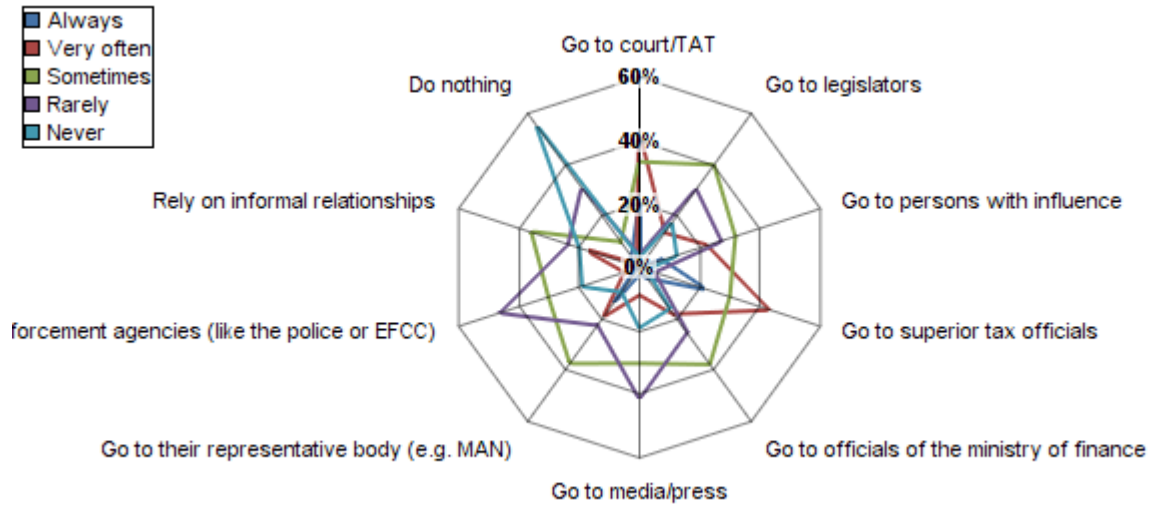 Always
Very often
Sometimes
Rarely
Never
Go to court/TAT
60%
Do nothing
Go to legislators
40%
Rely on informal relationships
20%
Go to persons with influence
0%
forcement agencies (like the police or EFCC)
Go to superior tax officials
Go to their representative body (e.g. MAN)
Go to officials of the ministry of finance
Go to media/press